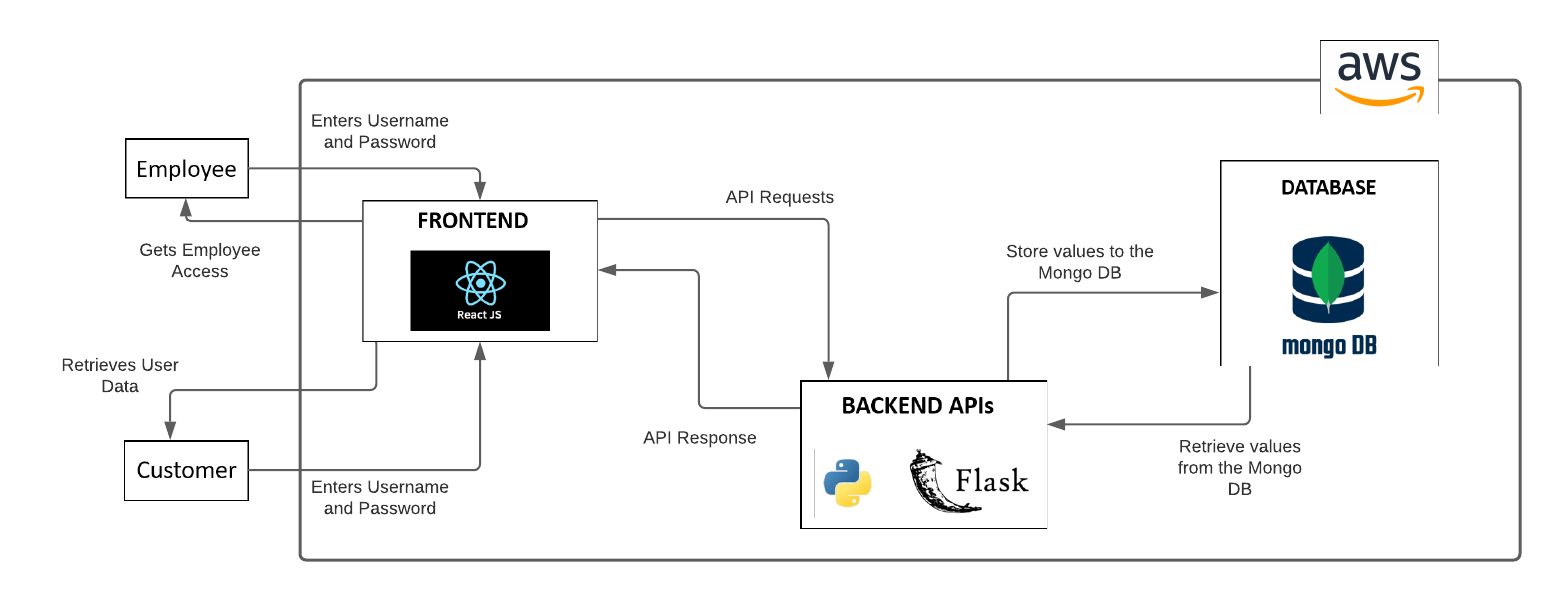 aws
Enters Username
and Password
Employee
DATABASE
API Requests
FRONTEND
Gets Employee
Access
Store values to the
Mongo DB
React JS
mongo DB
Retrieves User
Data
BACKEND APIs
API Response
Retrieve values
from the Mongo
DB
Customer
Flask
Enters Username
and Password